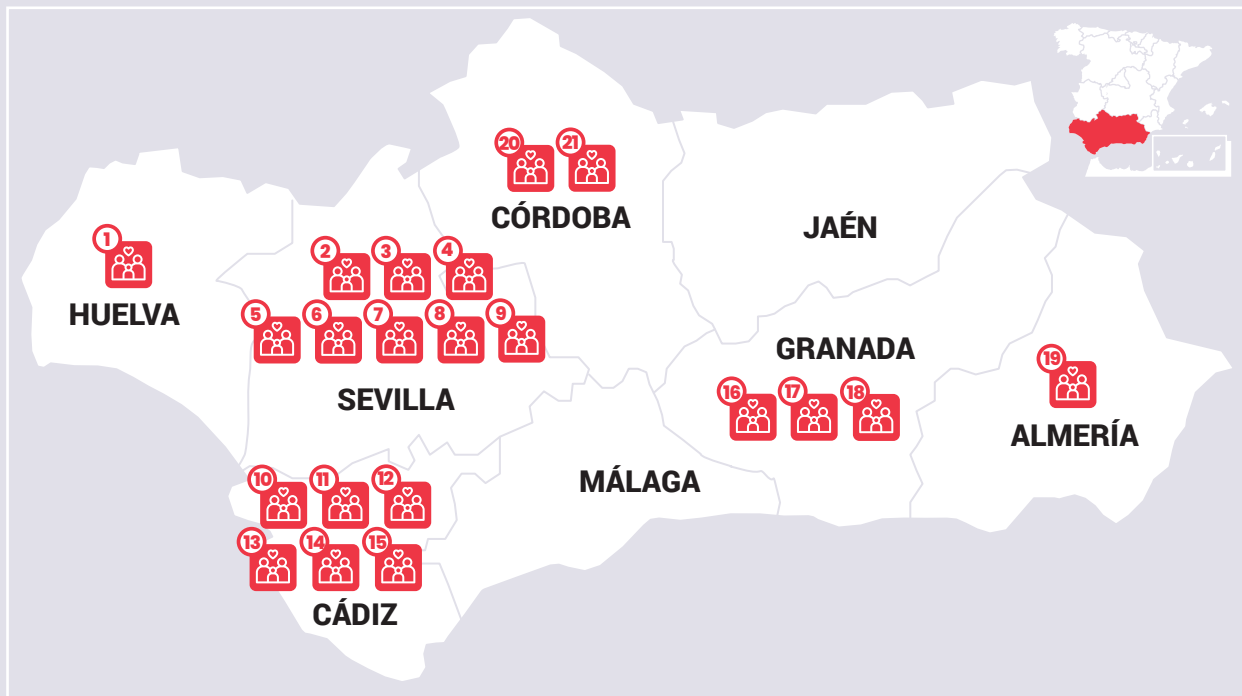 20 21
CÓRDOBA
JAÉN
1
HUELVA
2 3 4
5 6 7 8 9
SEVILLA
GRANADA
16 17 18
19
ALMERÍA
MÁLAGA
10 11 12
13 14 15
CÁDIZ